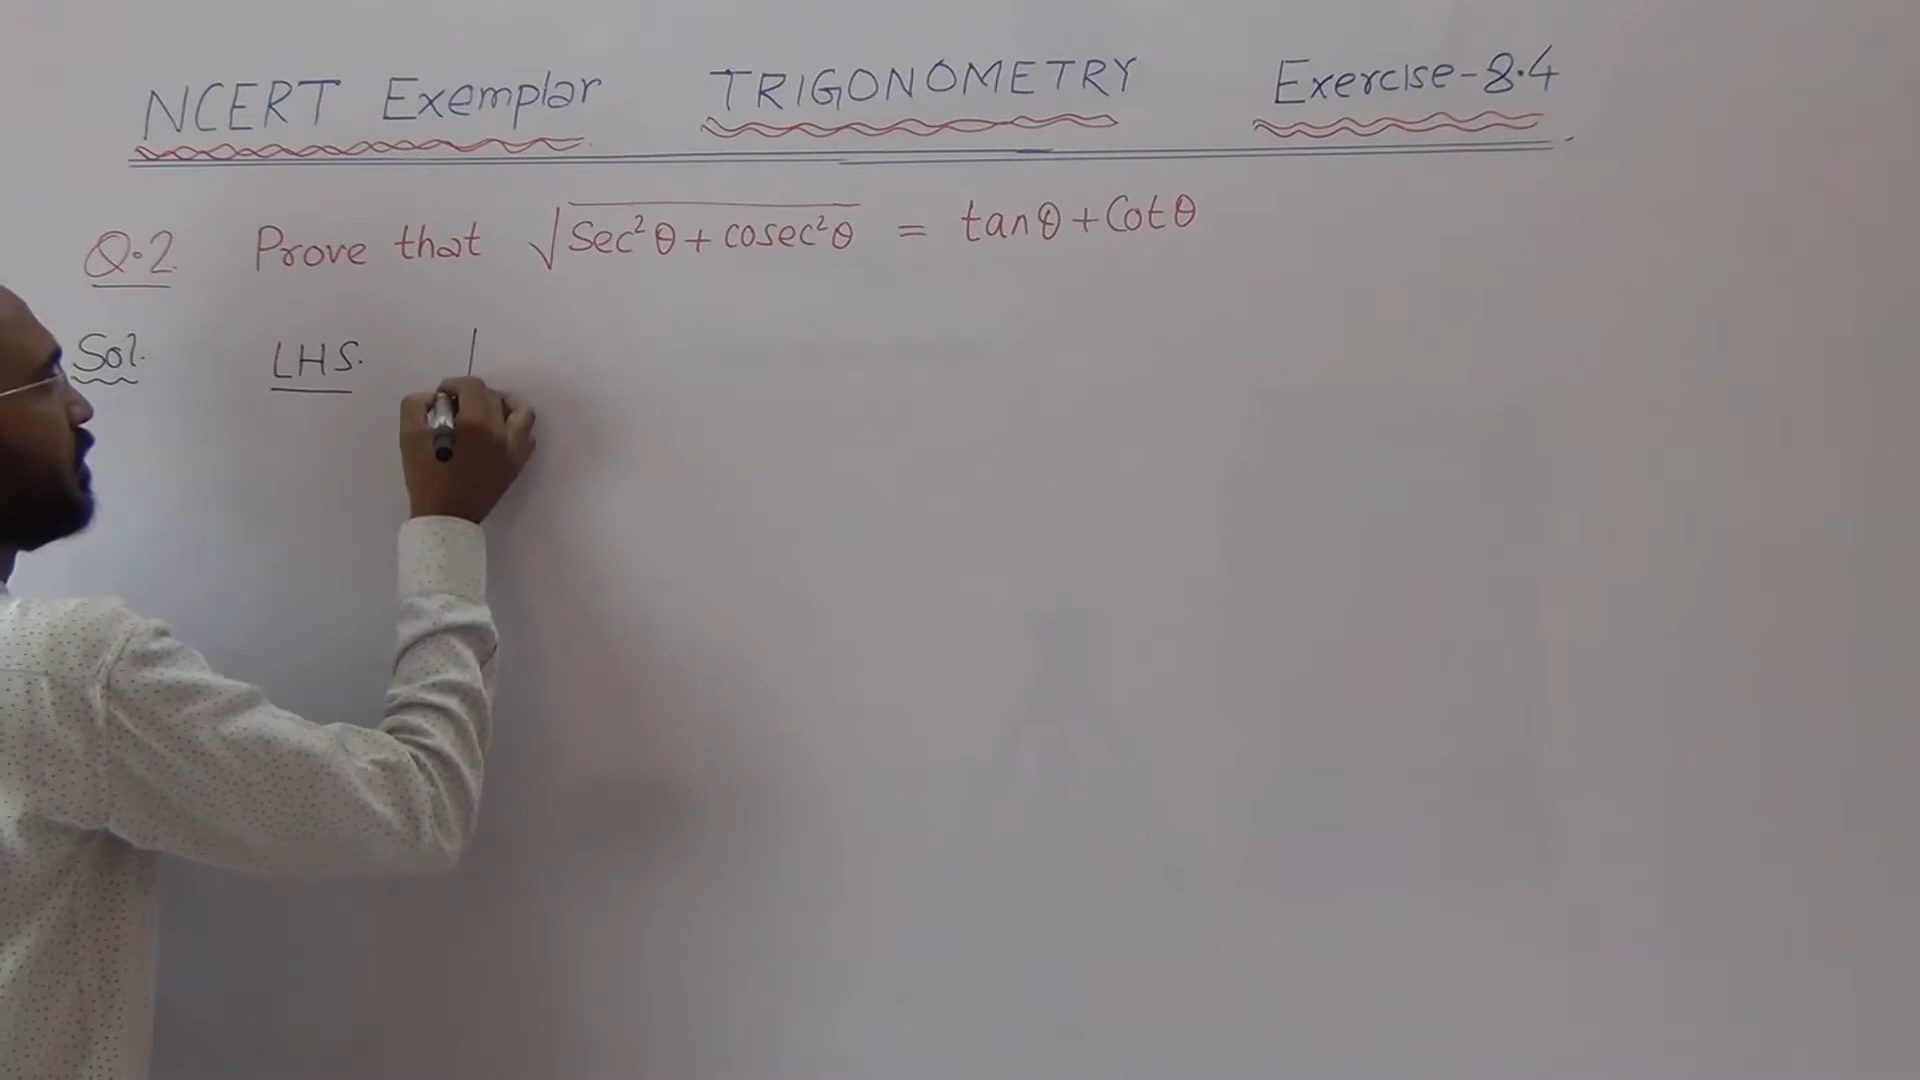 NCERT Exemplar TRIGONOMETRY Exercise-8.4
Q.2 Prove that √Sec²θ + cosec²θ = tanθ + Cotθ
Sol. LHS.